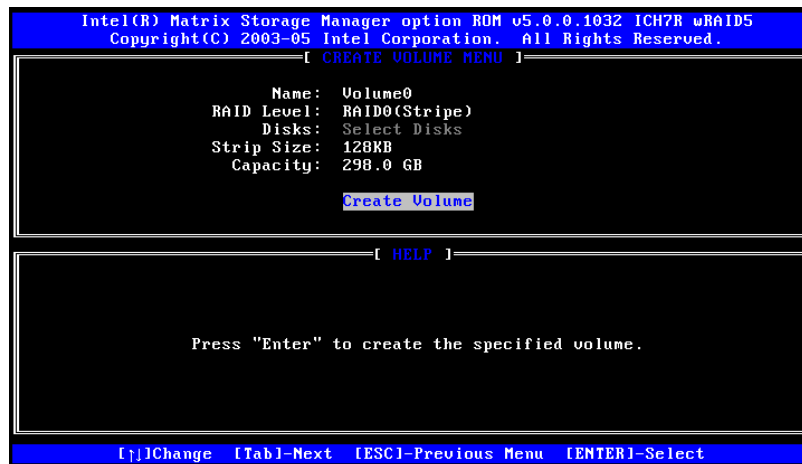 Intel(R) Matrix Storage Manager option ROM v5.0.0.1032 ICH7R wRAID5
Copyright(C) 2003-05 Intel Corporation.  All Rights Reserved.
[ CREATE VOLUME MENU ]
Name: Volume0
RAID Level: RAID0(Stripe)
Disks: Select Disks
Strip Size: 128KB
Capacity: 298.0 GB
Create Volume
[ HELP ]
Press "Enter" to create the specified volume.
[↑↓]Change [Tab]-Next [ESC]-Previous Menu [ENTER]-Select